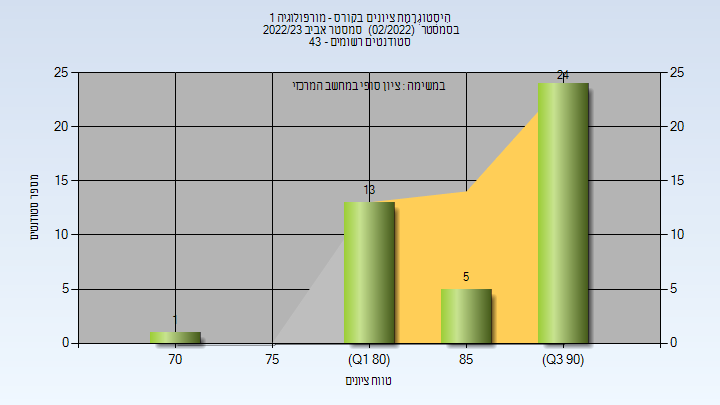 היסטוגרמת ציונים בקורס - מורפולוגיה 1
בסמסטר (02/2022) סמסטר אביב 2022/23
סטודנטים רשומים - 43
במשימה : ציון סופי במחשב המרכזי
25
20
15
10
5
0
25
20
15
10
5
0
מספר סטודנטים
1
13
5
24
70
75
(Q1 80)
85
(Q3 90)
טווח ציונים